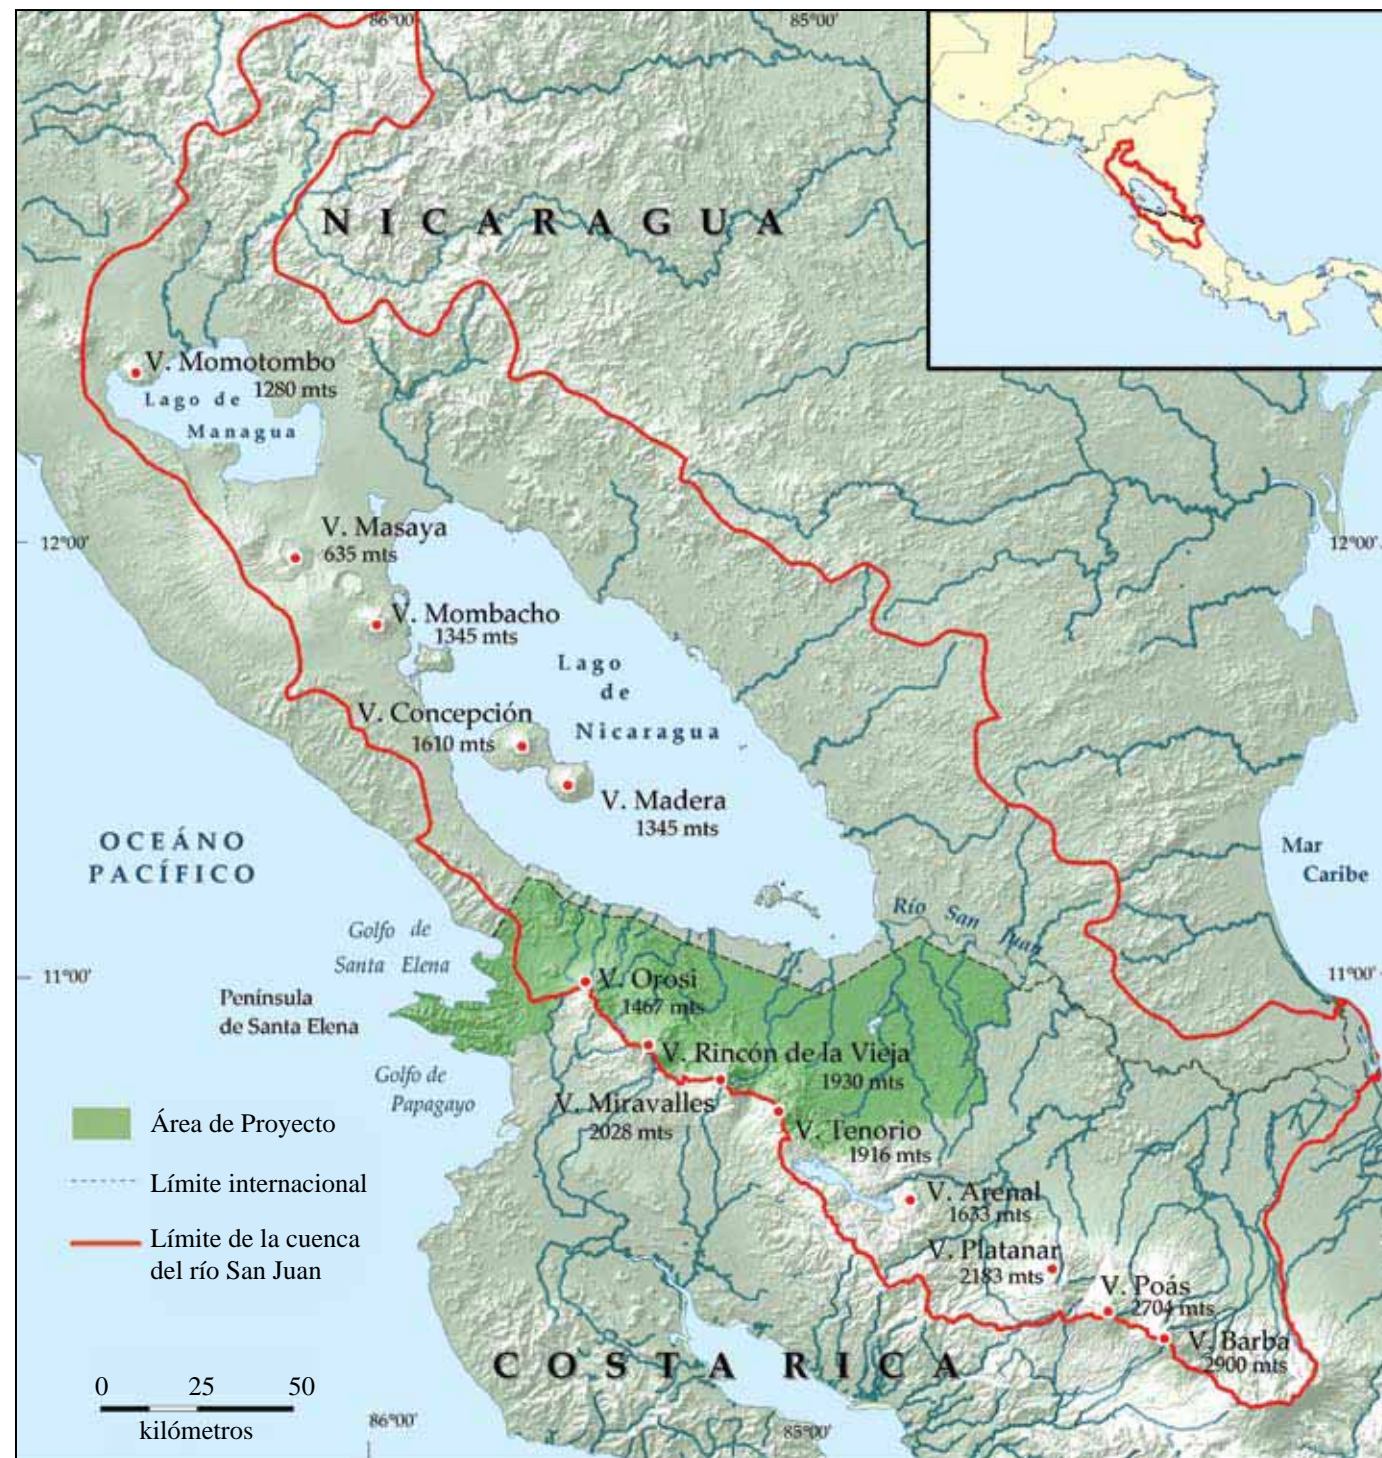 86°00'
85°00'
NICARAGUA
V. Momotombo
1280 mts
Lago de
Managua
V. Masaya
635 mts
12°00'
12°00'
V. Mombacho
1345 mts
Lago
de
Nicaragua
V. Concepción
1610 mts
V. Madera
1345 mts
OCEÁNO
PACÍFICO
Mar
Caribe
Río San Juan
Golfo de
Santa Elena
11°00'
11°00'
V. Orosi
1467 mts
Península
de Santa Elena
V. Rincón de la Vieja
1930 mts
Golfo de
Papagayo
V. Miravalles
2028 mts
V. Tenorio
1916 mts
Área de Proyecto
Límite internacional
V. Arenal
1633 mts
Límite de la cuenca
del río San Juan
V. Platanar
2183 mts
V. Poás
2704 mts
V. Barba
2900 mts
COSTA RICA
0 25 50
kilómetros
86°00'
85°00'